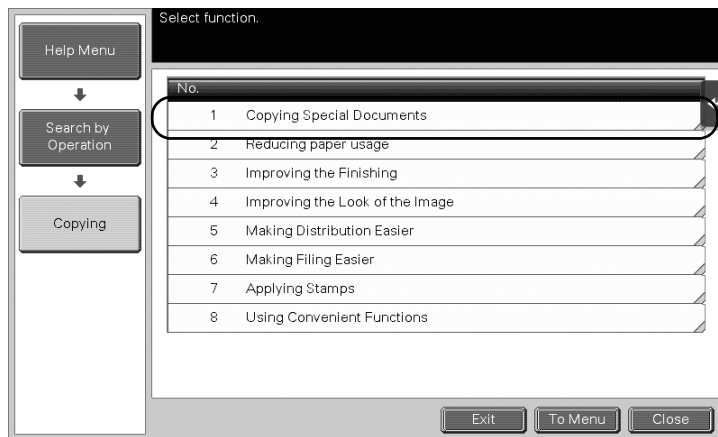 Select function.
Help Menu
Search by
Operation
Copying
No.
1 Copying Special Documents
2 Reducing paper usage
3 Improving the Finishing
4 Improving the Look of the Image
5 Making Distribution Easier
6 Making Filing Easier
7 Applying Stamps
8 Using Convenient Functions
Exit To Menu Close